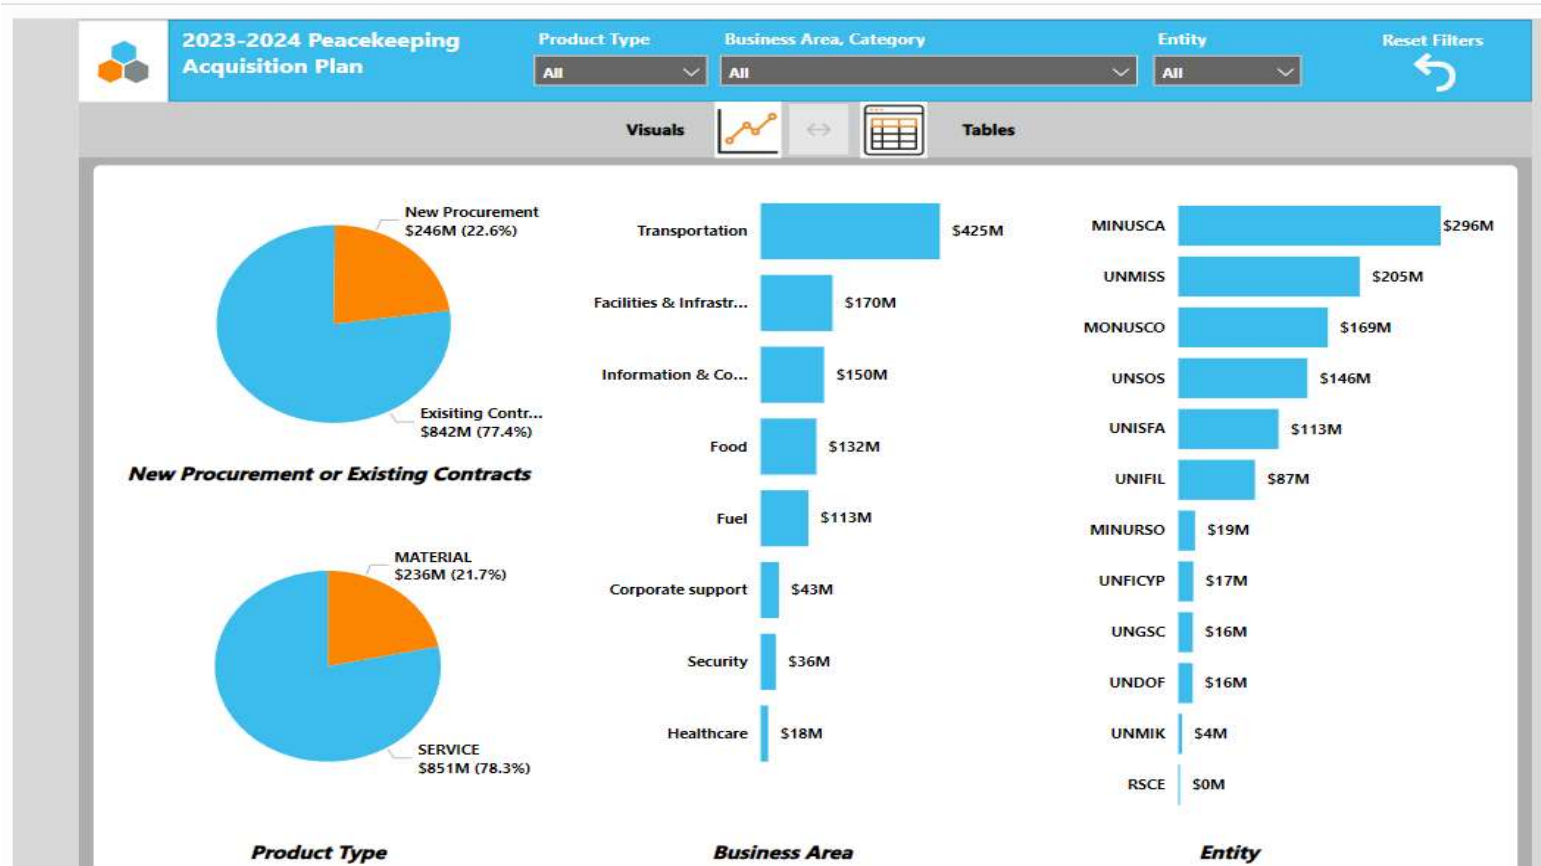 2023-2024 Peacekeeping
Acquisition Plan
Product Type
All
Business Area, Category
All
Entity
All
Reset Filters
Visuals
Tables
New Procurement
$246M (22.6%)
Exisiting Contr...
$842M (77.4%)
New Procurement or Existing Contracts
MATERIAL
$236M (21.7%)
SERVICE
$851M (78.3%)
Product Type
Transportation $425M
Facilities & Infrastr... $170M
Information & Co... $150M
Food $132M
Fuel $113M
Corporate support $43M
Security $36M
Healthcare $18M
Business Area
MINUSCA $296M
UNMISS $205M
MONUSCO $169M
UNSOS $146M
UNISFA $113M
UNIFIL $87M
MINURSO $19M
UNFICYP $17M
UNGSC $16M
UNDOF $16M
UNMIK $4M
RSCE $0M
Entity